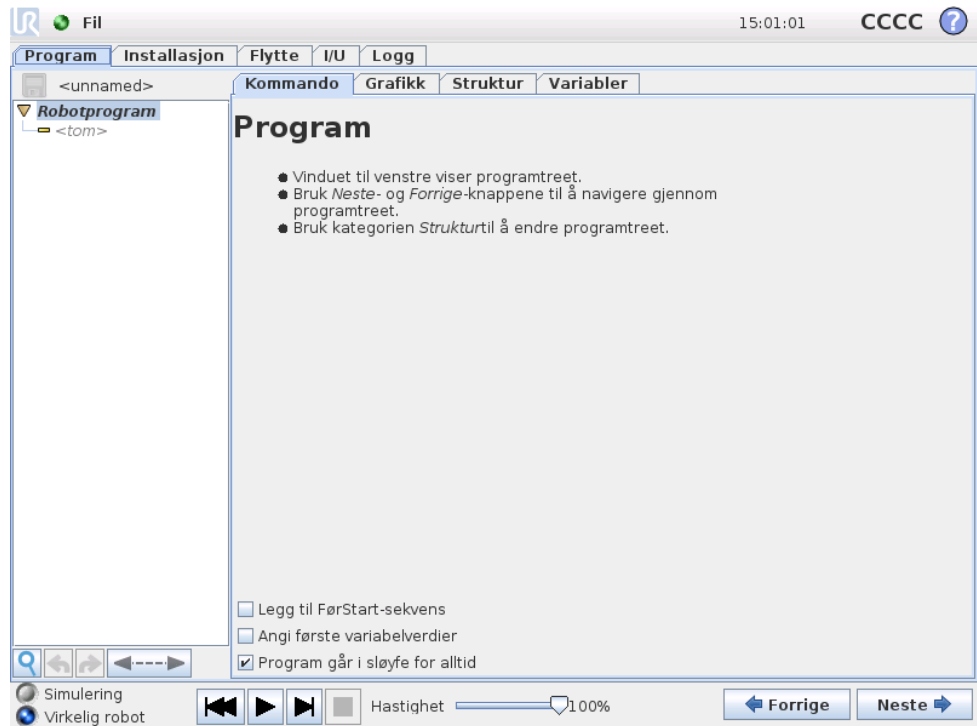 UR Fil 15:01:01 CCCC ?
Program Installasjon Flytte I/U Logg
<unnamed> Kommando Grafikk Struktur Variabler
Robotprogram
<tom>
Program
Vinduet til venstre viser programtreet.
Bruk Neste- og Forrige-knappene til å navigere gjennom
programtreet.
Bruk kategorien Strukturtil å endre programtreet.
Legg til FørStart-sekvens
Angi første variabelverdier
Program går i sløyfe for alltid
Simulering
Virkelig robot
Hastighet 100% Forrige Neste